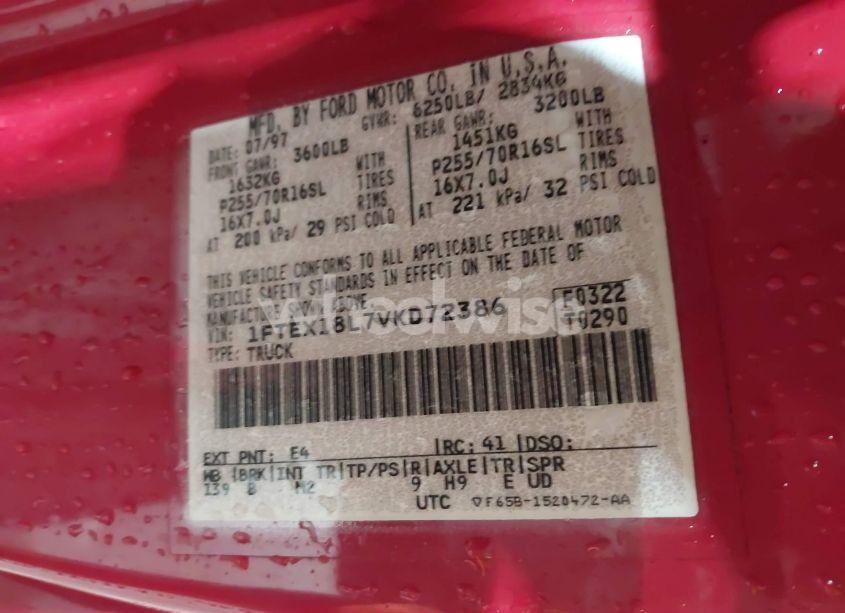 MFD. BY FORD MOTOR CO. IN U.S.A.
DATE: 07/97 GVWR: 6250LB/ 2834KG
FRONT GAWR: 3600LB REAR GAWR: 3200LB
1632KG WITH 1451KG WITH
P255/70R16SL TIRES P255/70R16SL TIRES
16X7.0J RIMS 16X7.0J RIMS
AT 200 kPa/ 29 PSI COLD AT 221 kPa/ 32 PSI COLD
THIS VEHICLE CONFORMS TO ALL APPLICABLE FEDERAL MOTOR
VEHICLE SAFETY STANDARDS IN EFFECT ON THE DATE OF
MANUFACTURE SHOWN ABOVE.
VIN: 1FTEX18L7VKD72386 F0322
TYPE: TRUCK T0290
EXT PNT: E4 RC: 41 DSO:
WB BRK INT TR TP/PS R AXLE TR SPR
139 B M2 9 H9 E UD
UTC F65B-1520472-AA
wheelwise